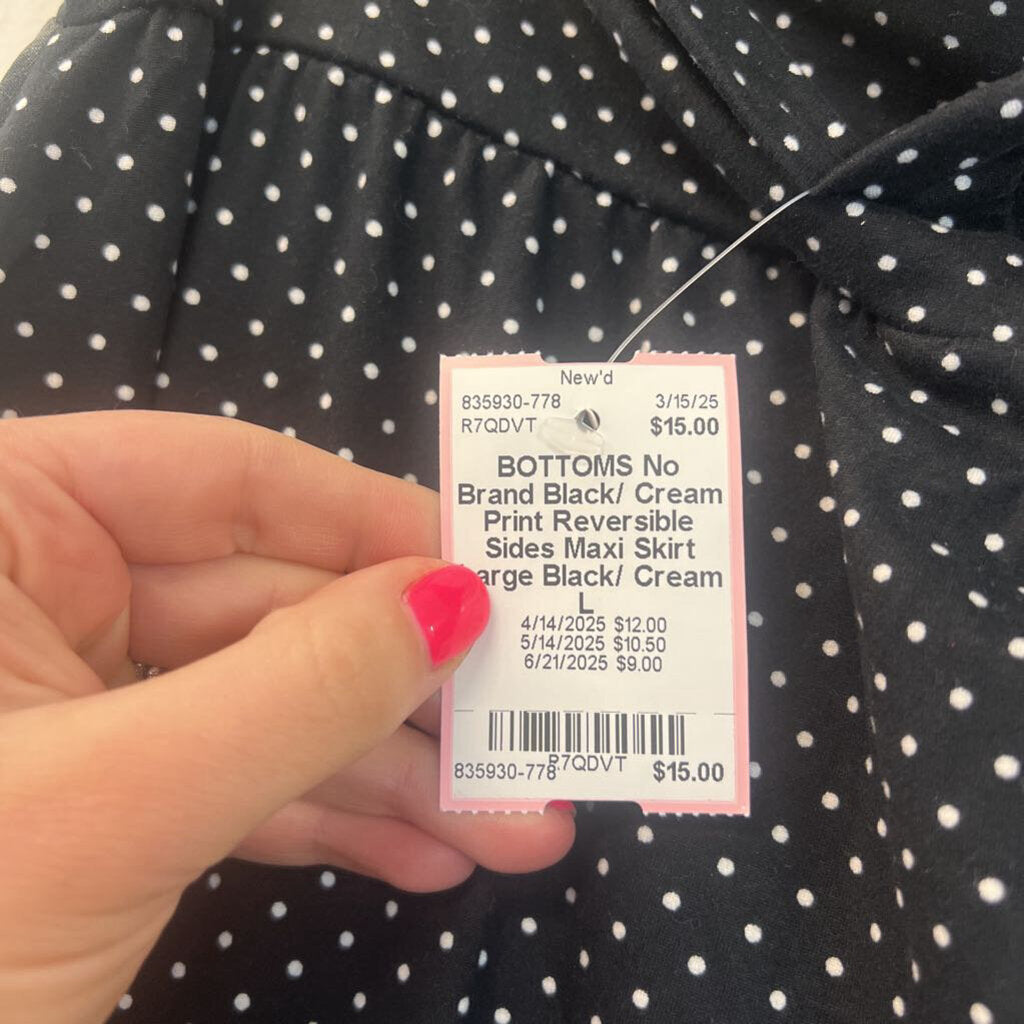 New'd
835930-778 3/15/25
R7QDVT $15.00
BOTTOMS No
Brand Black/ Cream
Print Reversible
Sides Maxi Skirt
arge Black/ Cream
L
4/14/2025 $12.00
5/14/2025 $10.50
6/21/2025 $9.00
835930-778 R7QDVT $15.00